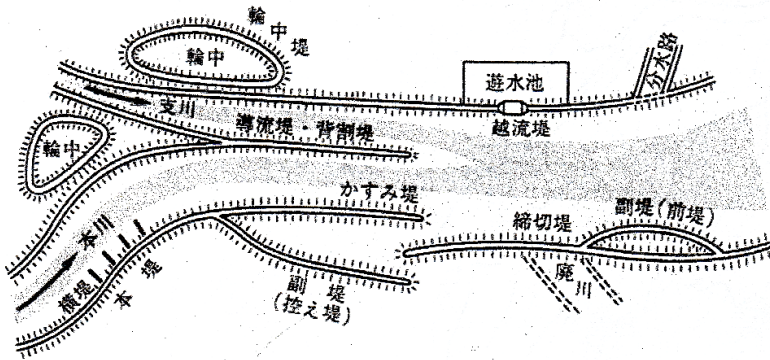 輪中堤
輪中
遊水池
分水路
支川
越流堤
導流堤・背割堤
輪中
かすみ堤
副堤(前堤)
締切堤
本川
廃川
横堤
本堤
副堤
(控え堤)